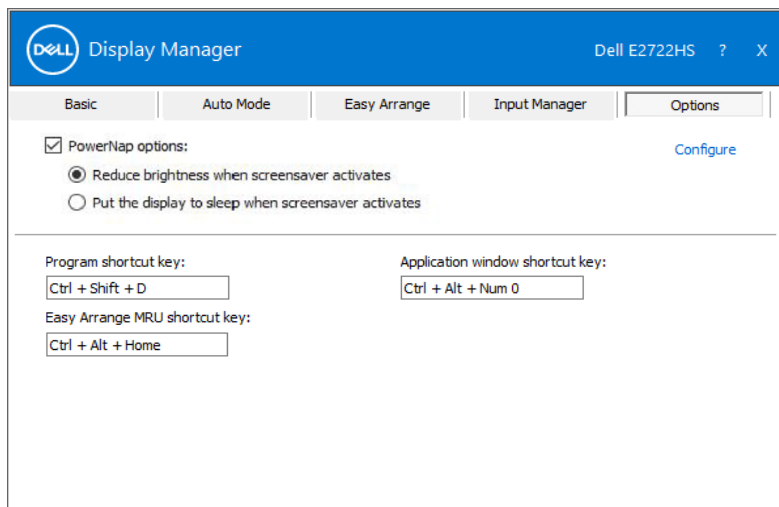 DELL Display Manager Dell E2722HS ? X
Basic Auto Mode Easy Arrange Input Manager Options
PowerNap options: Configure
Reduce brightness when screensaver activates
Put the display to sleep when screensaver activates
Program shortcut key: Application window shortcut key:
Ctrl + Shift + D Ctrl + Alt + Num 0
Easy Arrange MRU shortcut key:
Ctrl + Alt + Home